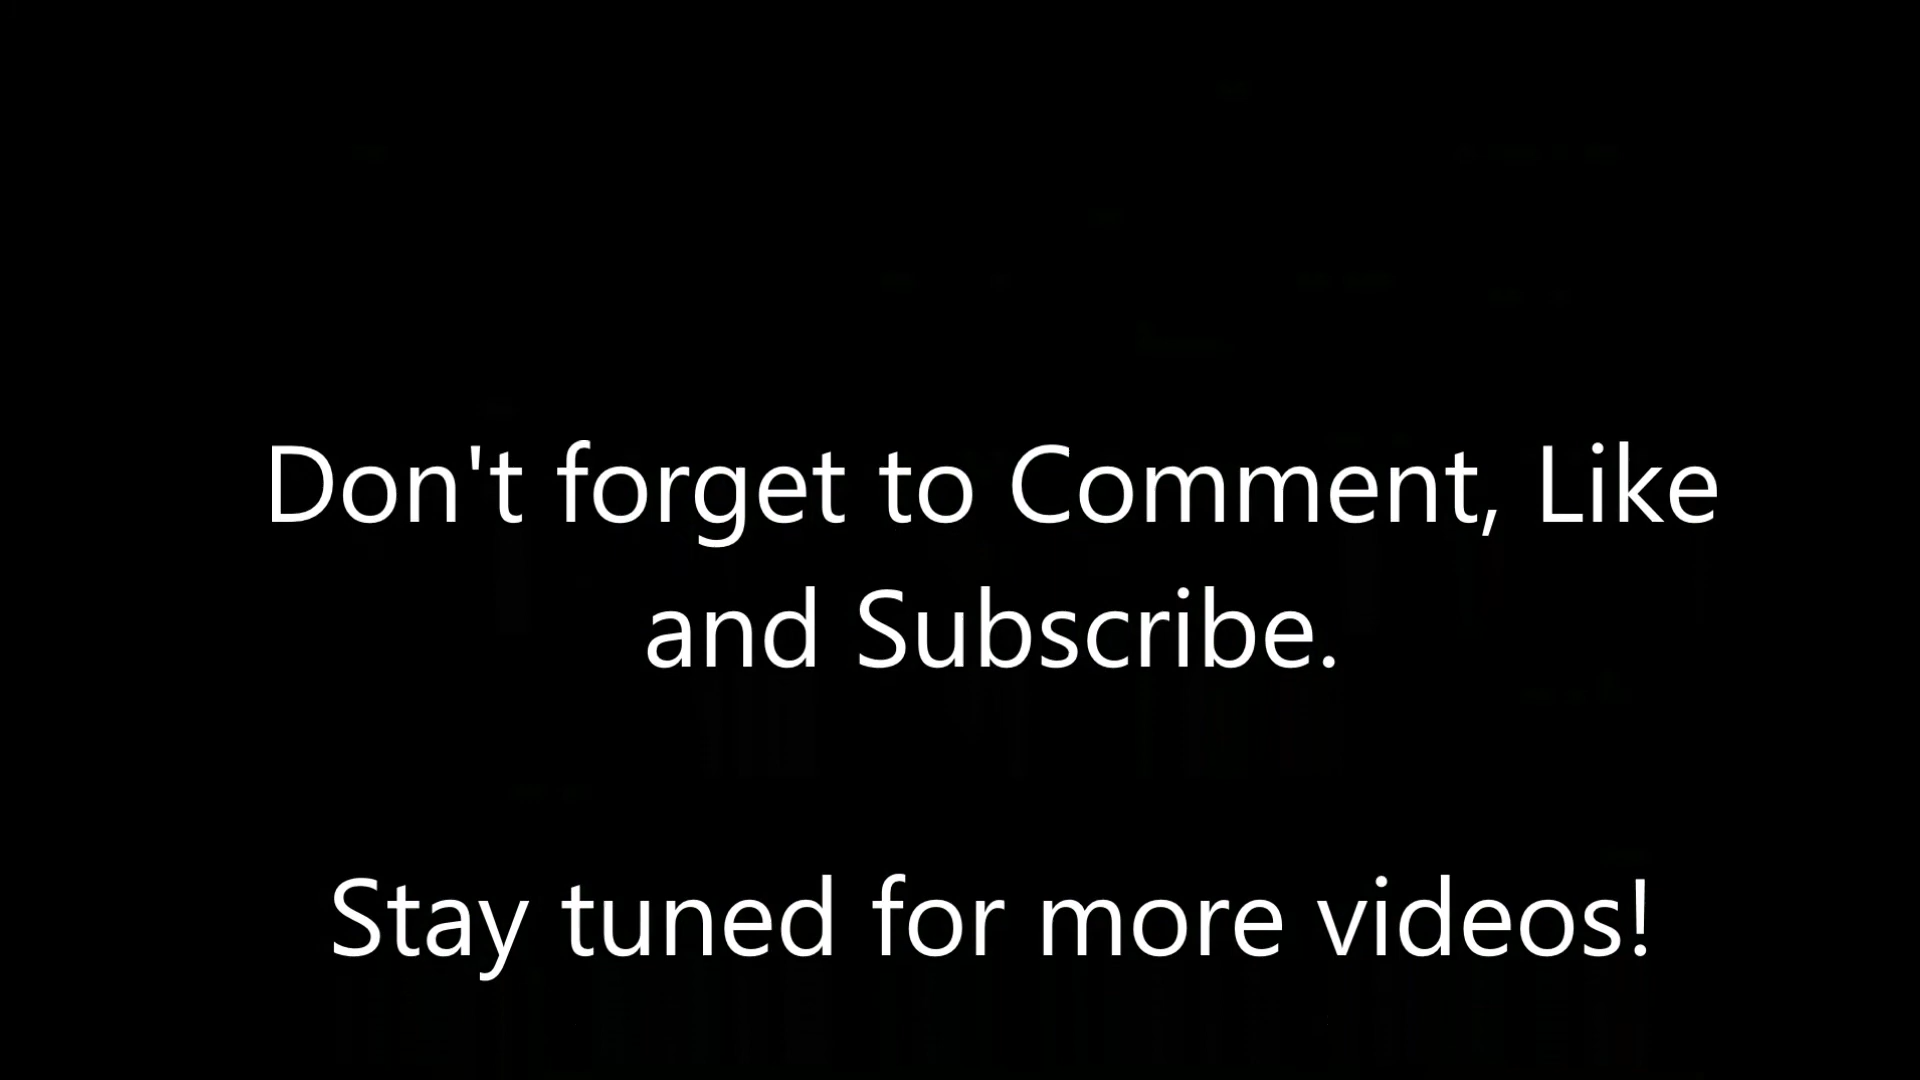 Don't forget to Comment, Like
and Subscribe.
Stay tuned for more videos!